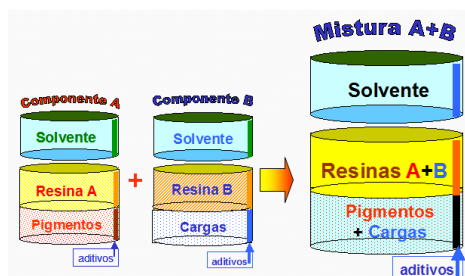 Componente A
Solvente
Resina A
Pigmentos
aditivos
+
Componente B
Solvente
Resina B
Cargas
aditivos
Mistura A+B
Solvente
Resinas A+B
Pigmentos
+ Cargas
aditivos